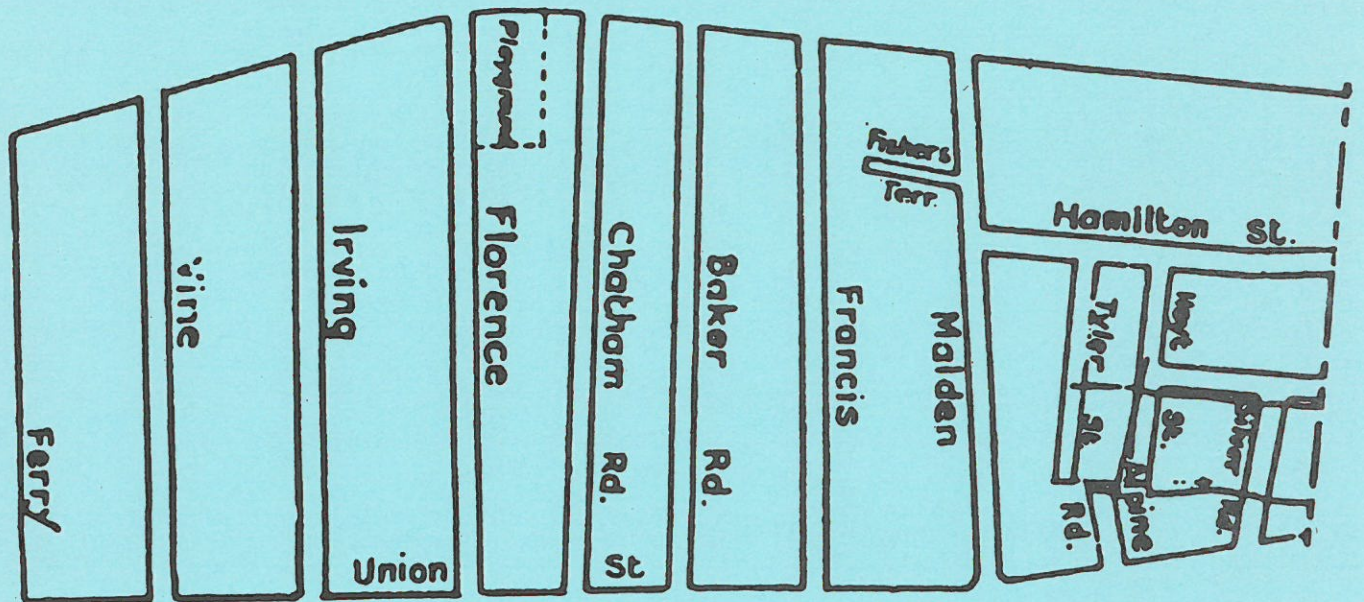 Playground
Fishers
Terr.
Hamilton St.
Vine
Irving
Florence
Chatham Rd.
Baker Rd.
Francis
Malden
Tyler St.
Hoyt St.
Silver Rd.
Alpine Rd.
Ferry
Union St